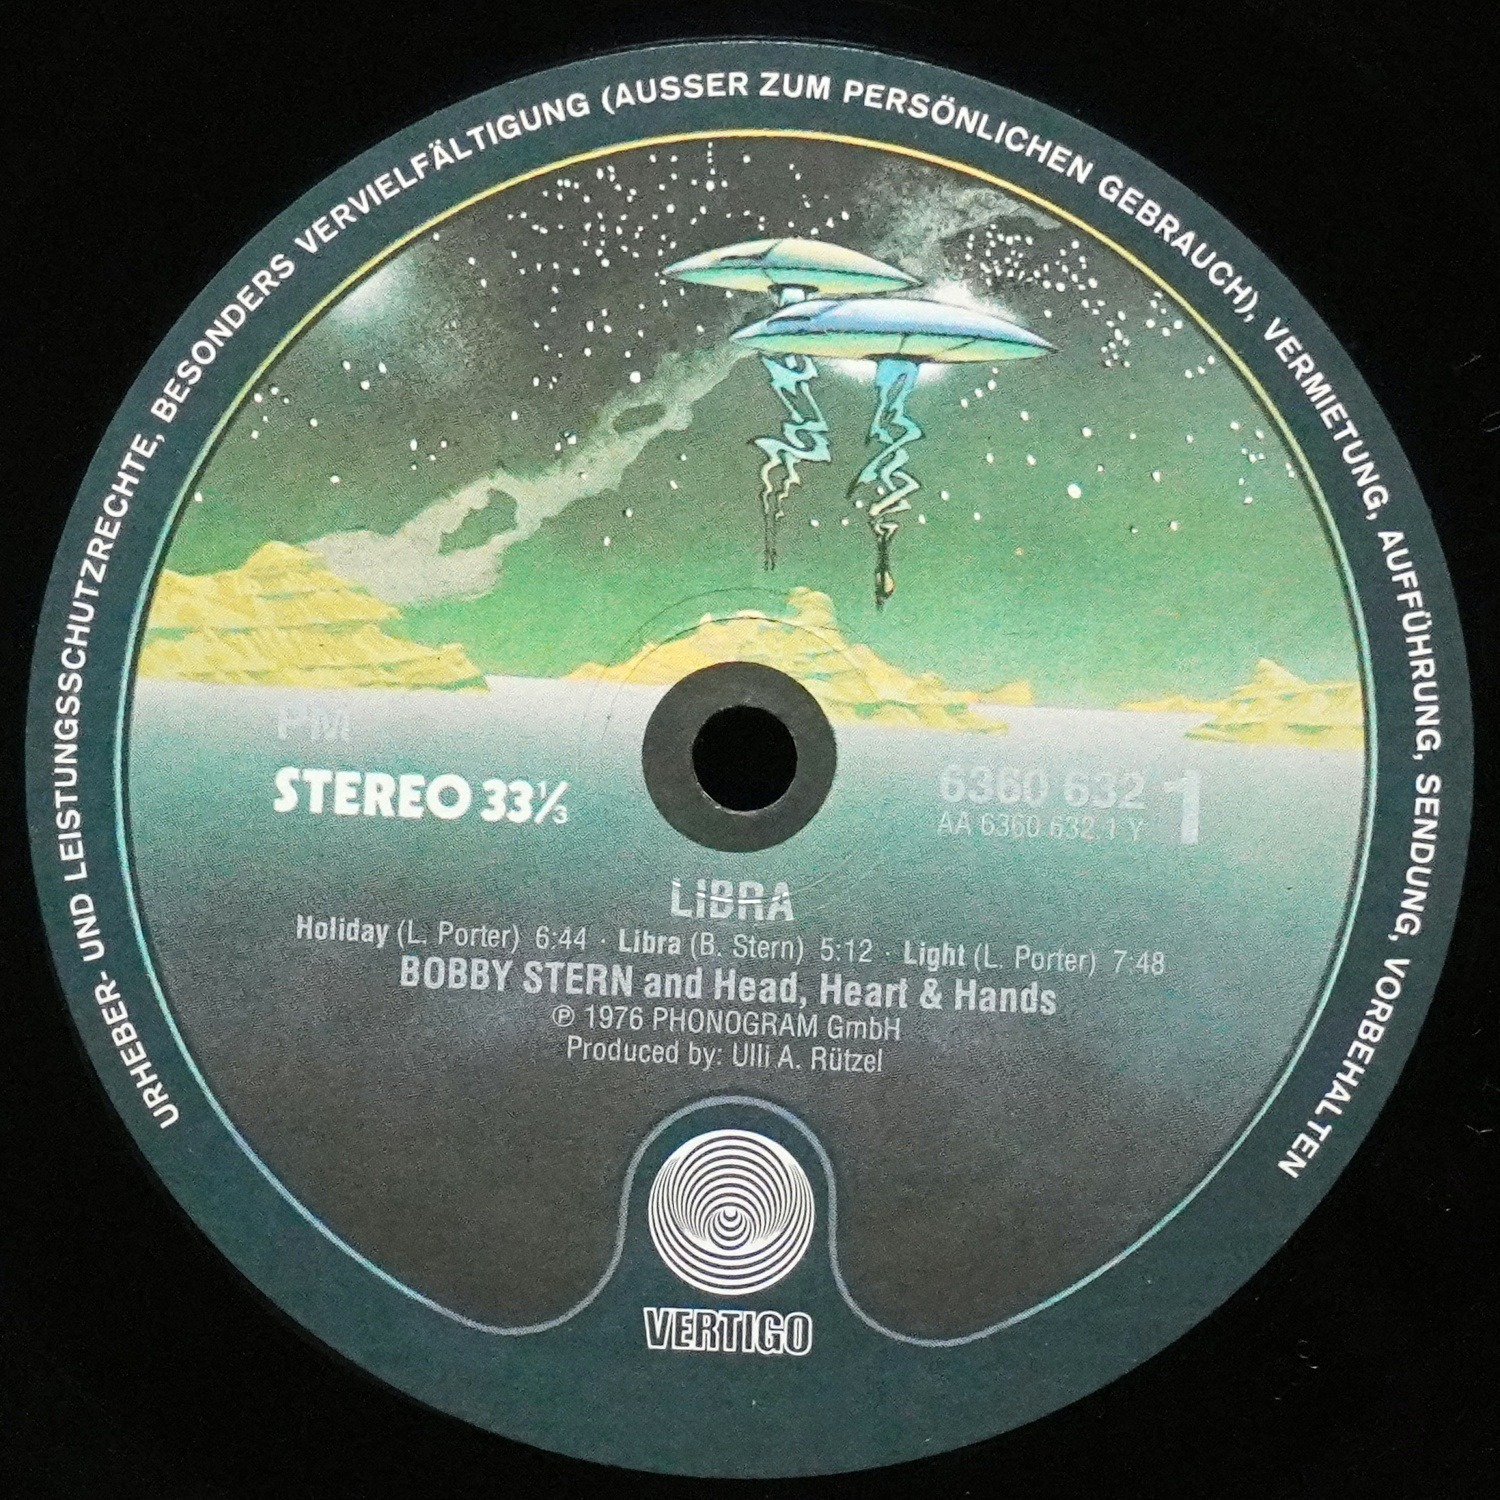 URHEBER- UND LEISTUNGSSCHUTZRECHTE, BESONDERS VERVIELFÄLTIGUNG (AUSSER ZUM PERSÖNLICHEN GEBRAUCH), VERMIETUNG, AUFFÜHRUNG, SENDUNG, VORBEHALTEN
PM
STEREO 33⅓
6360 632 1
AA 6360 632.1 Y
LIBRA
Holiday (L. Porter) 6:44 · Libra (B. Stern) 5:12 · Light (L. Porter) 7:48
BOBBY STERN and Head, Heart & Hands
℗ 1976 PHONOGRAM GmbH
Produced by: Ulli A. Rützel
VERTIGO